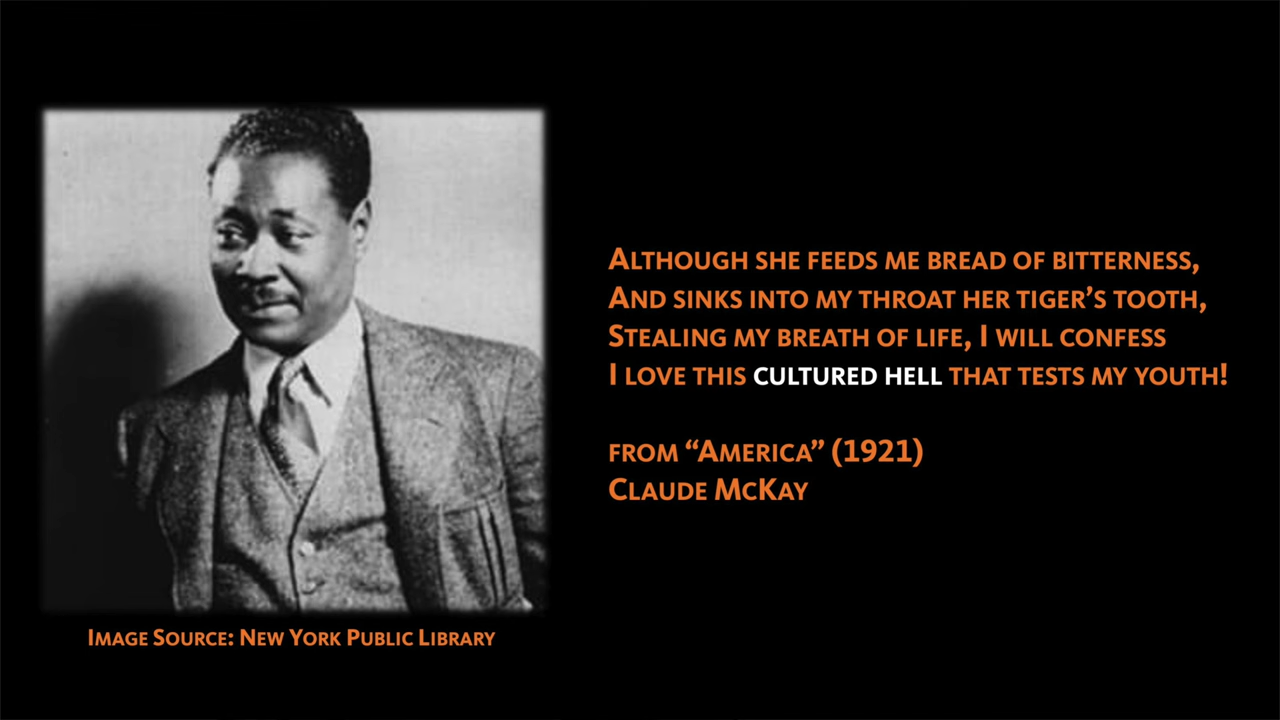 Although she feeds me bread of bitterness,
And sinks into my throat her tiger’s tooth,
Stealing my breath of life, I will confess
I love this cultured hell that tests my youth!
from “America” (1921)
Claude McKay
Image Source: New York Public Library